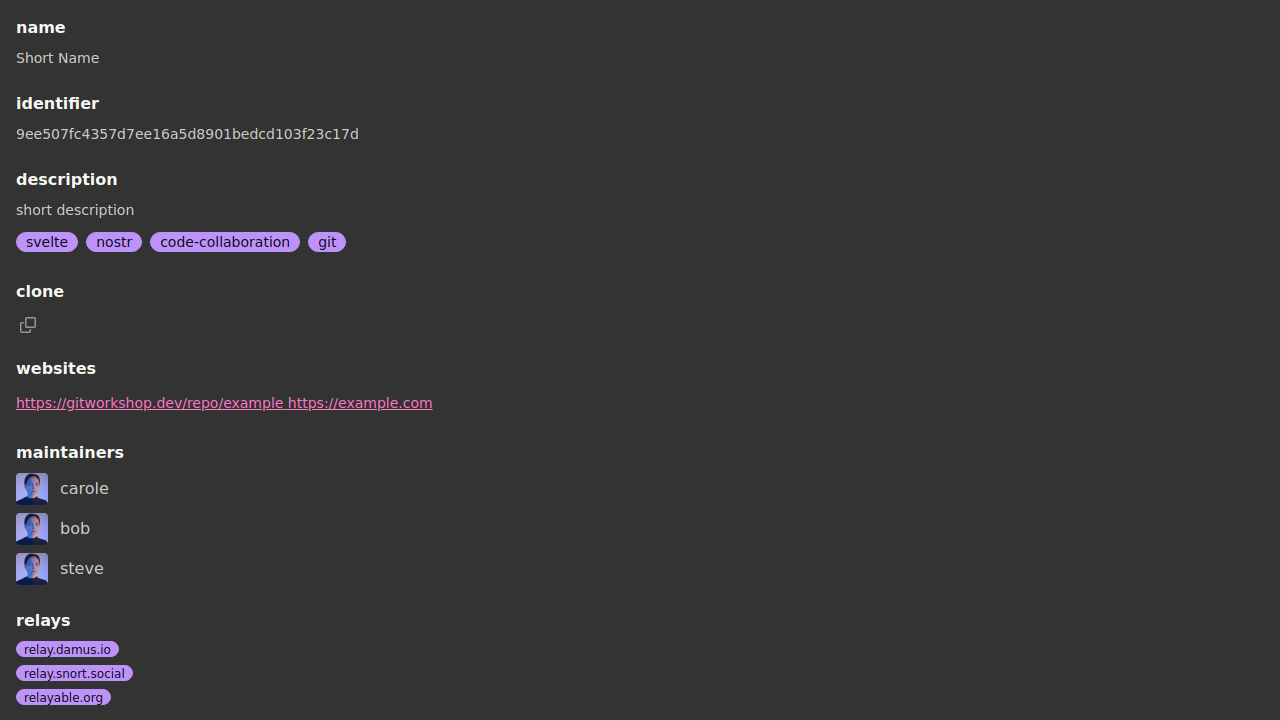 name
Short Name
identifier
9ee507fc4357d7ee16a5d8901bedcd103f23c17d
description
short description
svelte nostr code-collaboration git
clone
websites
https://gitworkshop.dev/repo/example https://example.com
maintainers
carole
bob
steve
relays
relay.damus.io
relay.snort.social
relayable.org